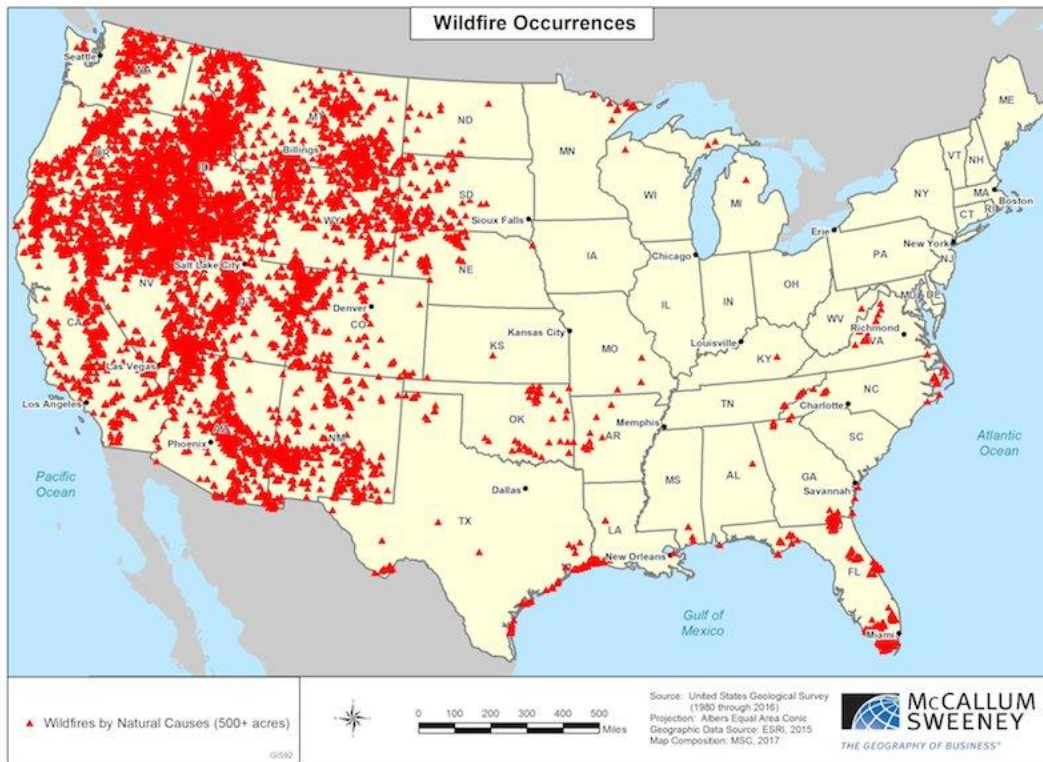 Wildfire Occurrences
Seattle
WA
MT
ND
MN
ME
VT
NH
OR
ID
Billings
SD
WI
MI
NY
MA
Boston
CT
RI
WY
Sioux Falls
Erie
New York
Salt Lake City
NE
IA
Chicago
PA
NJ
NV
UT
Denver
CO
IL
IN
OH
MD
DE
WV
CA
KS
Kansas City
MO
Louisville
KY
Richmond
VA
Las Vegas
Los Angeles
AZ
NM
OK
AR
Memphis
TN
Charlotte
NC
Phoenix
SC
Pacific
Ocean
Atlantic
Ocean
Dallas
MS
AL
GA
Savannah
TX
LA
New Orleans
FL
Gulf of
Mexico
Miami
Wildfires by Natural Causes (500+ acres)
GIS92
0 100 200 300 400 500
Miles
Source: United States Geological Survey
(1980 through 2016)
Projection: Albers Equal Area Conic
Geographic Data Source: ESRI, 2015
Map Composition: MSC, 2017
McCALLUM
SWEENEY
THE GEOGRAPHY OF BUSINESS®